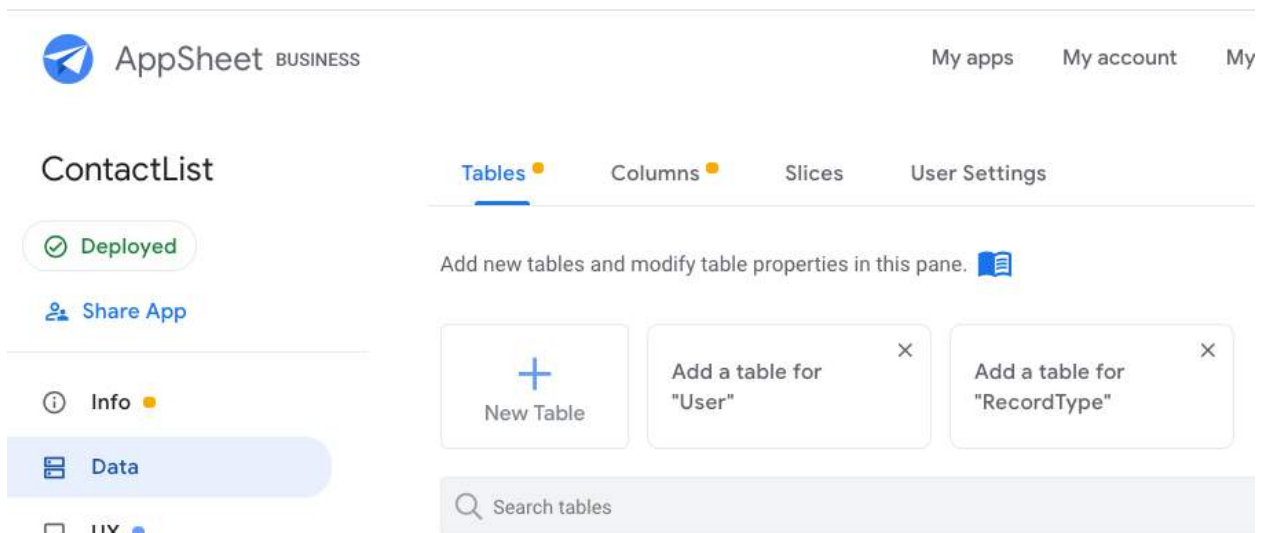 AppSheet BUSINESS
My apps My account My
ContactList
Deployed
Share App
Info
Data
UX
Tables Columns Slices User Settings
Add new tables and modify table properties in this pane.
New Table
Add a table for
"User"
Add a table for
"RecordType"
Search tables